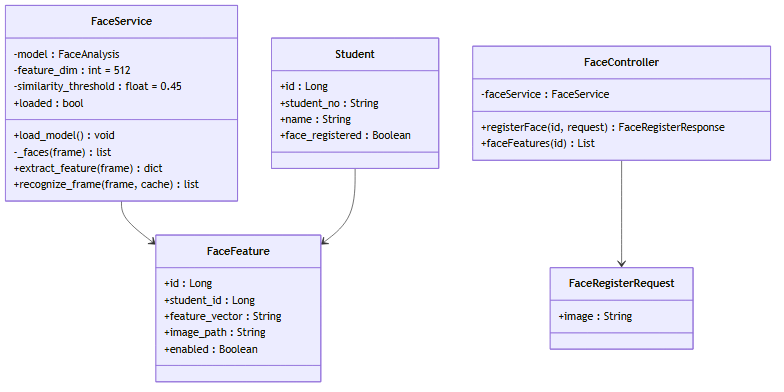 FaceService
-model : FaceAnalysis
-feature_dim : int = 512
-similarity_threshold : float = 0.45
+loaded : bool
+load_model() : void
-_faces(frame) : list
+extract_feature(frame) : dict
+recognize_frame(frame, cache) : list
Student
+id : Long
+student_no : String
+name : String
+face_registered : Boolean
FaceController
-faceService : FaceService
+registerFace(id, request) : FaceRegisterResponse
+faceFeatures(id) : List
FaceFeature
+id : Long
+student_id : Long
+feature_vector : String
+image_path : String
+enabled : Boolean
FaceRegisterRequest
+image : String